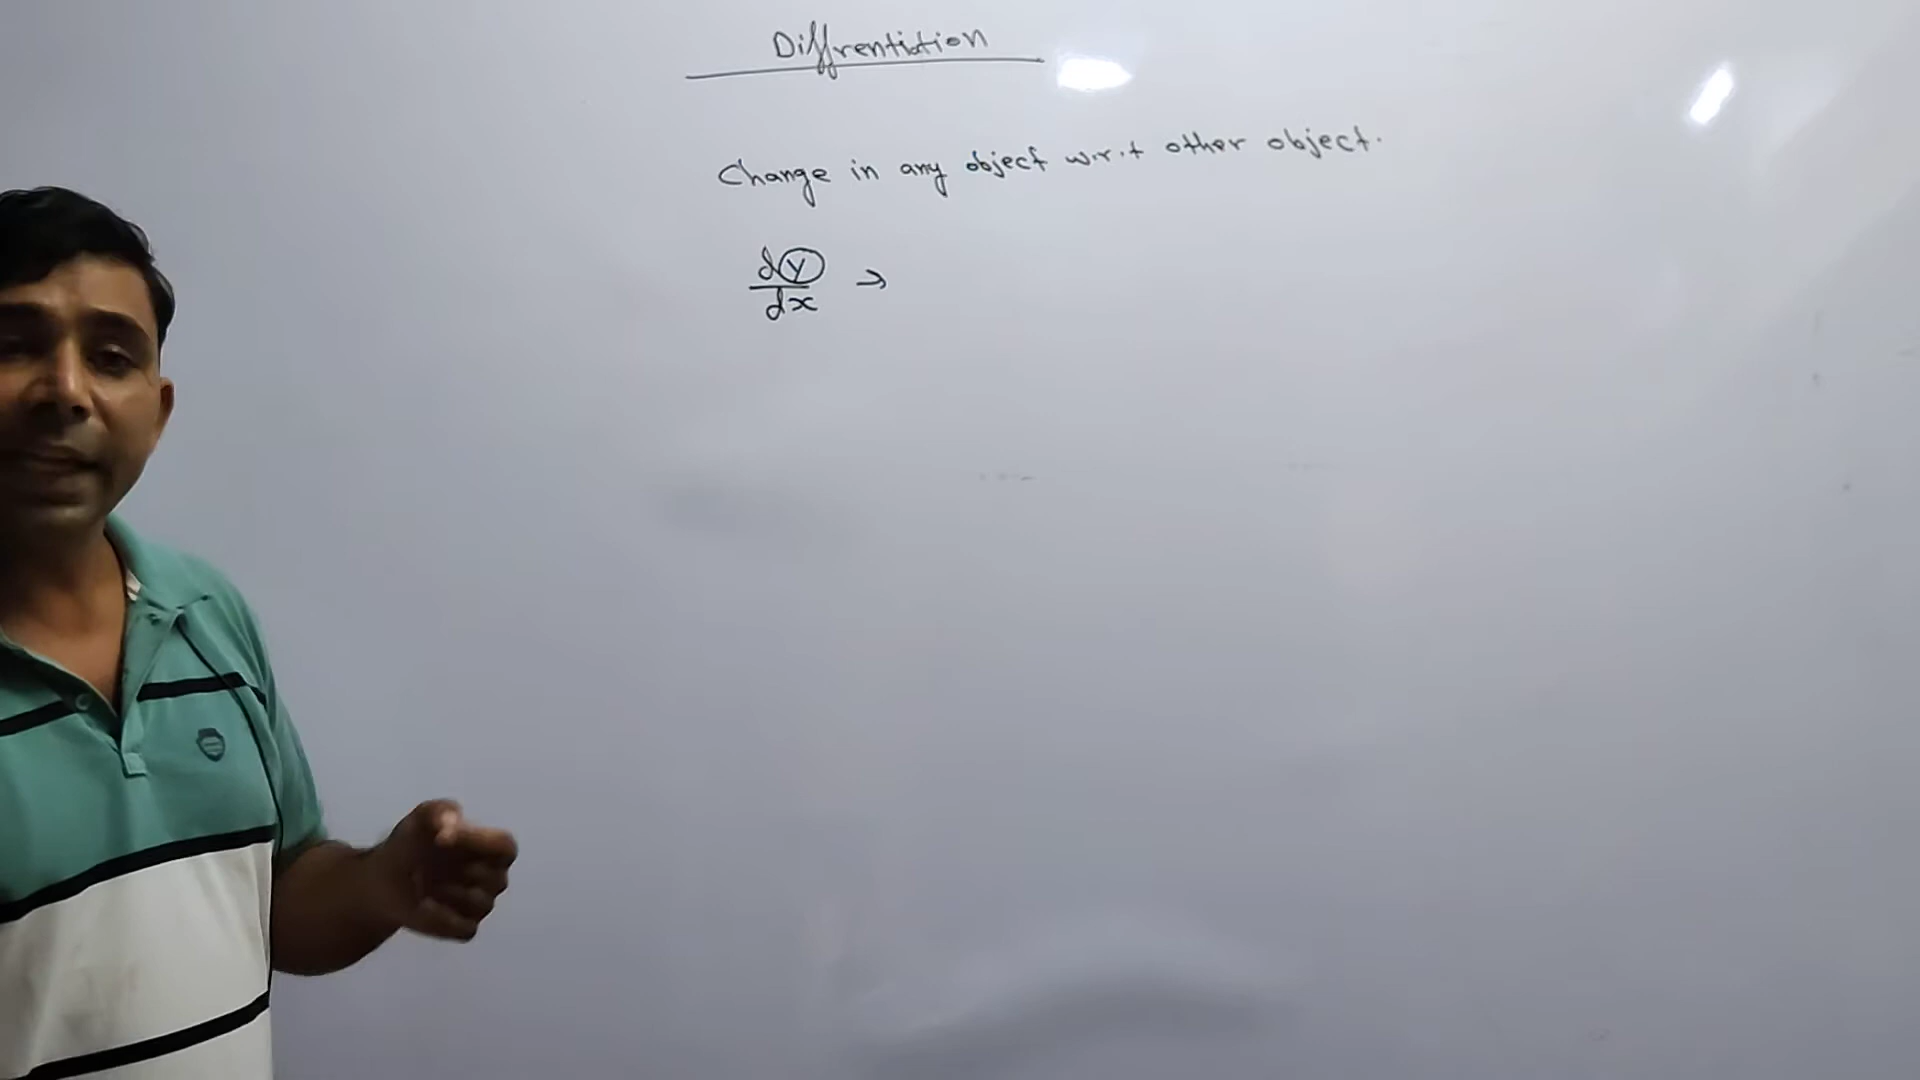 Diffrentiation
Change in any object w.r.t other object.
dy/dx →